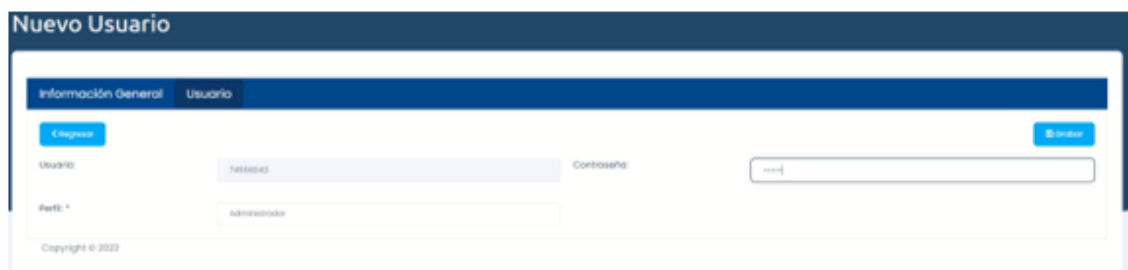 Nuevo Usuario
Información General Usuario
Regresar Grabar
Usuario: Contraseña:
Perfil: * Administrador
Copyright © 2022